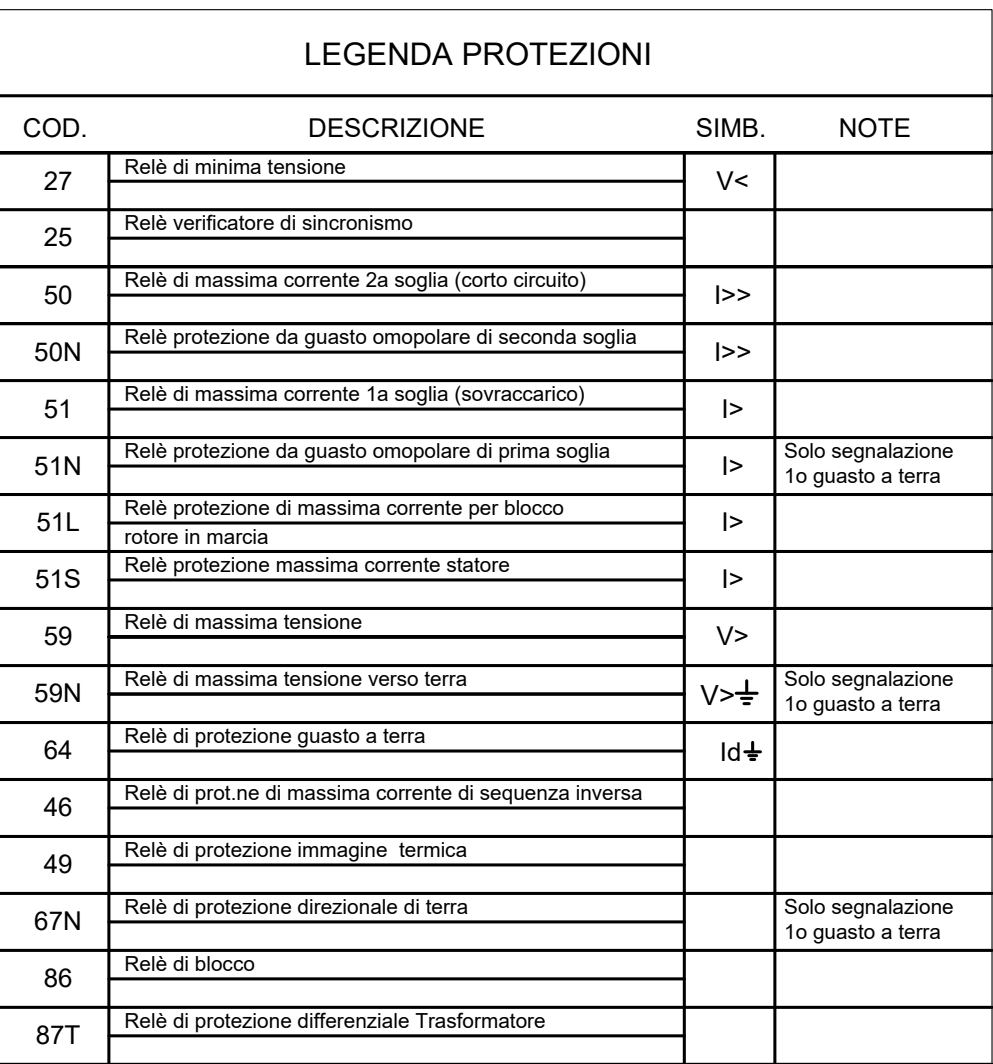 LEGENDA PROTEZIONI
COD. DESCRIZIONE SIMB. NOTE
27 Relè di minima tensione V<
25 Relè verificatore di sincronismo
50 Relè di massima corrente 2a soglia (corto circuito) I>>
50N Relè protezione da guasto omopolare di seconda soglia I>>
51 Relè di massima corrente 1a soglia (sovraccarico) I>
51N Relè protezione da guasto omopolare di prima soglia I> Solo segnalazione
1o guasto a terra
51L Relè protezione di massima corrente per blocco I>
rotore in marcia
51S Relè protezione massima corrente statore I>
59 Relè di massima tensione V>
59N Relè di massima tensione verso terra V>⏚ Solo segnalazione
1o guasto a terra
64 Relè di protezione guasto a terra Id⏚
46 Relè di prot.ne di massima corrente di sequenza inversa
49 Relè di protezione immagine termica
67N Relè di protezione direzionale di terra Solo segnalazione
1o guasto a terra
86 Relè di blocco
87T Relè di protezione differenziale Trasformatore